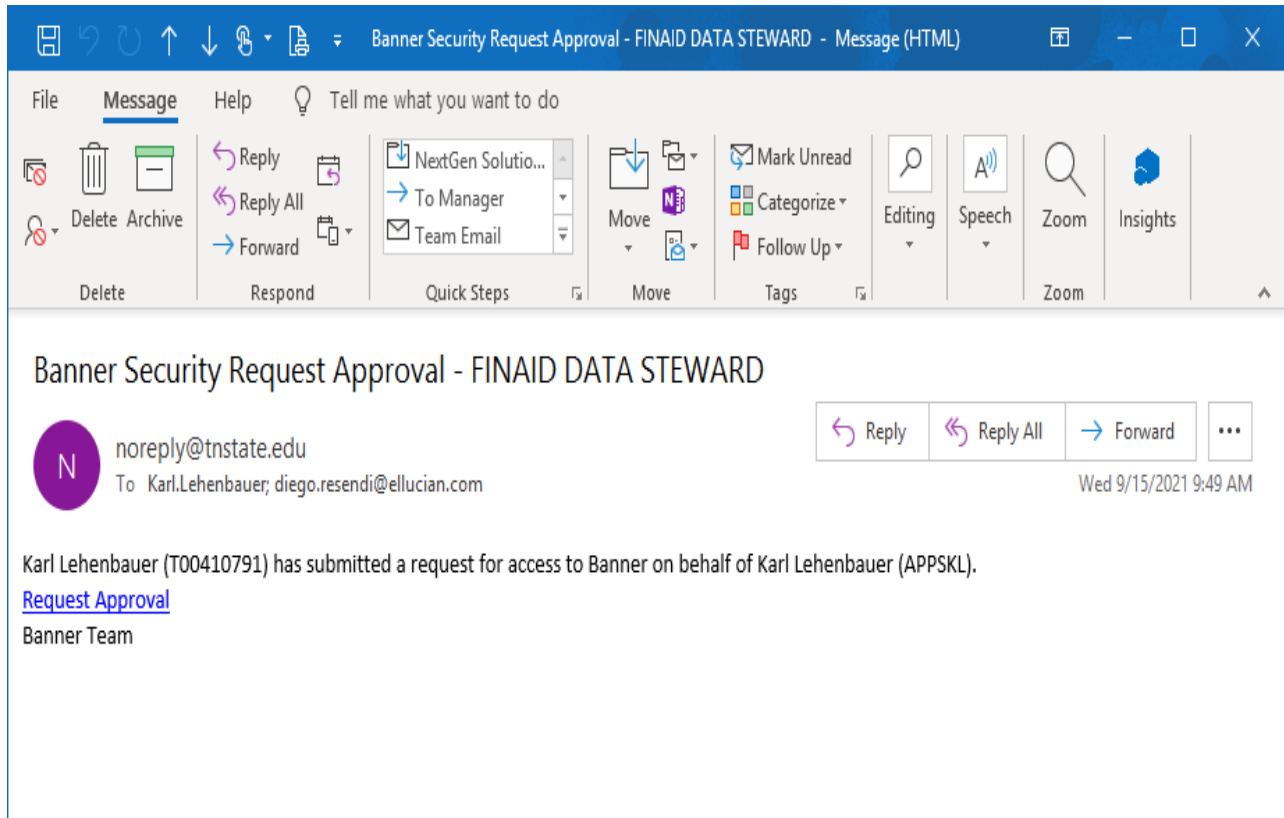 Banner Security Request Approval - FINAID DATA STEWARD - Message (HTML)
File Message Help Tell me what you want to do
Delete Archive
Reply
Reply All
Forward
NextGen Solutio...
To Manager
Team Email
Move
Mark Unread
Categorize
Follow Up
Editing
Speech
Zoom
Insights
Delete Respond Quick Steps Move Tags Zoom
Banner Security Request Approval - FINAID DATA STEWARD
N
noreply@tnstate.edu
To Karl.Lehenbauer; diego.resendi@ellucian.com
Reply Reply All Forward ...
Wed 9/15/2021 9:49 AM
Karl Lehenbauer (T00410791) has submitted a request for access to Banner on behalf of Karl Lehenbauer (APPSKL).
Request Approval
Banner Team